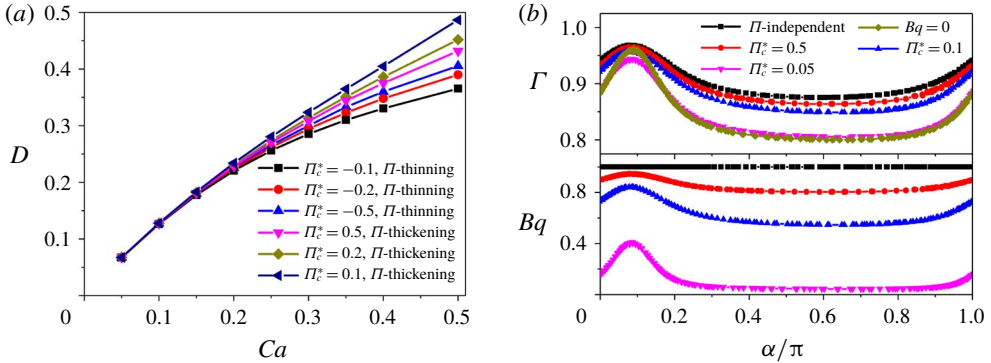 (a)
0.5
0.4
0.3
D
0.2
0.1
0
0.1
0.2
0.3
0.4
0.5
Ca
Π*c = −0.1, Π-thinning
Π*c = −0.2, Π-thinning
Π*c = −0.5, Π-thinning
Π*c = 0.5, Π-thickening
Π*c = 0.2, Π-thickening
Π*c = 0.1, Π-thickening
(b)
Π-independent
Bq = 0
Π*c = 0.5
Π*c = 0.1
Π*c = 0.05
1.0
Γ
0.9
0.8
0.8
Bq
0.4
0
0.2
0.4
0.6
0.8
1.0
α/π